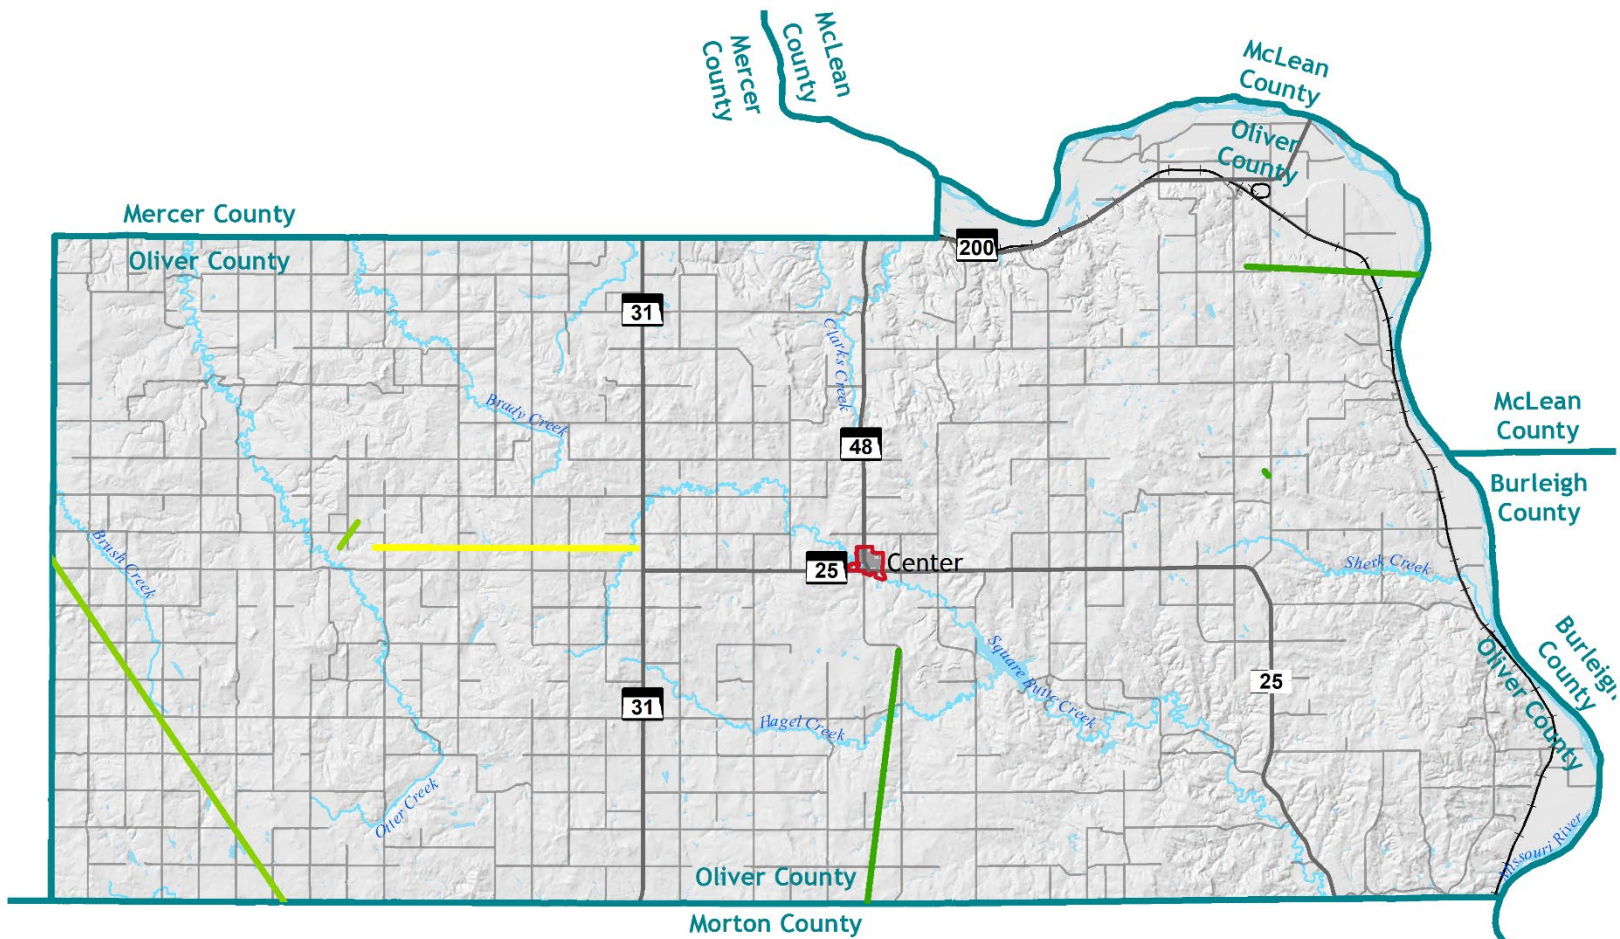 McLean
County
Mercer
County
McLean
County
Oliver
County
Mercer County
Oliver County
200
31
Clarks Creek
Brady Creek
48
McLean
County
Burleigh
County
Brush Creek
25
Center
Sherk Creek
Square Butte Creek
Burleigh
County
Oliver County
25
31
Hagel Creek
Otter Creek
Missouri River
Oliver County
Morton County